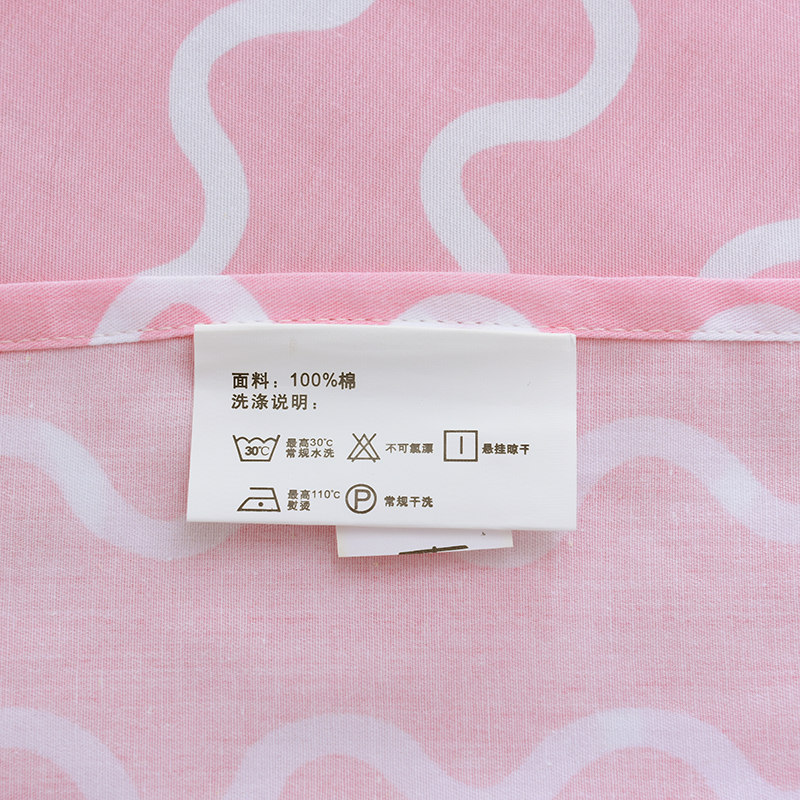 面料：100%棉
洗涤说明：
30℃ 最高30℃ 常规水洗 不可氯漂 悬挂晾干
最高110℃ 熨烫 P 常规干洗